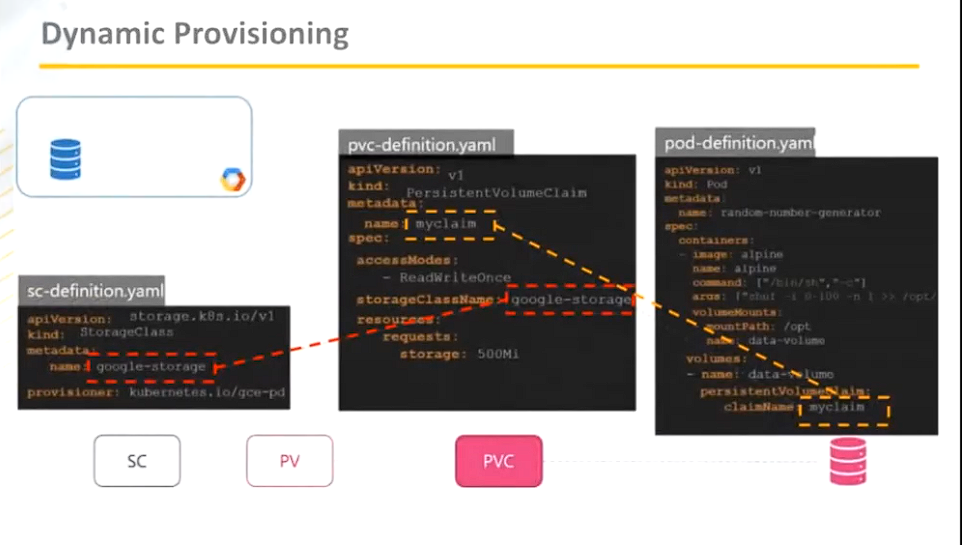 Dynamic Provisioning
sc-definition.yaml
apiVersion: storage.k8s.io/v1
kind: StorageClass
metadata:
name: google-storage
provisioner: kubernetes.io/gce-pd
pvc-definition.yaml
apiVersion: v1
kind: PersistentVolumeClaim
metadata:
name: myclaim
spec:
accessModes:
- ReadWriteOnce
storageClassName: google-storage
resources:
requests:
storage: 500Mi
pod-definition.yaml
apiVersion: v1
kind: Pod
metadata:
name: random-number-generator
spec:
containers:
- image: alpine
name: alpine
command: ["/bin/sh","-c"]
args: ["shuf -i 0-100 -n 1 >> /opt/
volumeMounts:
mountPath: /opt
name: data-volume
volumes:
- name: data-volume
persistentVolumeClaim:
claimName: myclaim
SC
PV
PVC